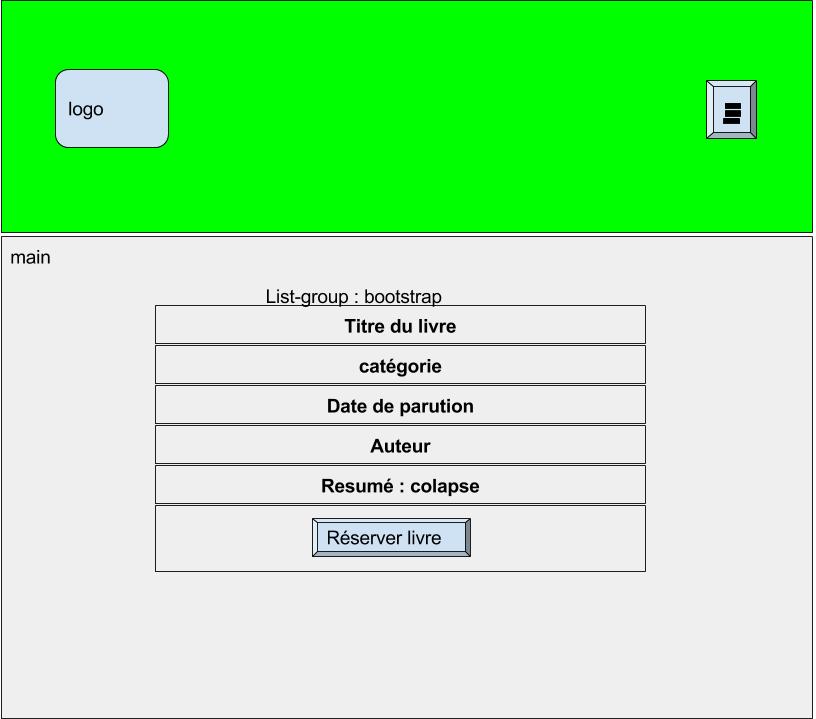 logo
main
List-group : bootstrap
Titre du livre
catégorie
Date de parution
Auteur
Resumé : colapse
Réserver livre